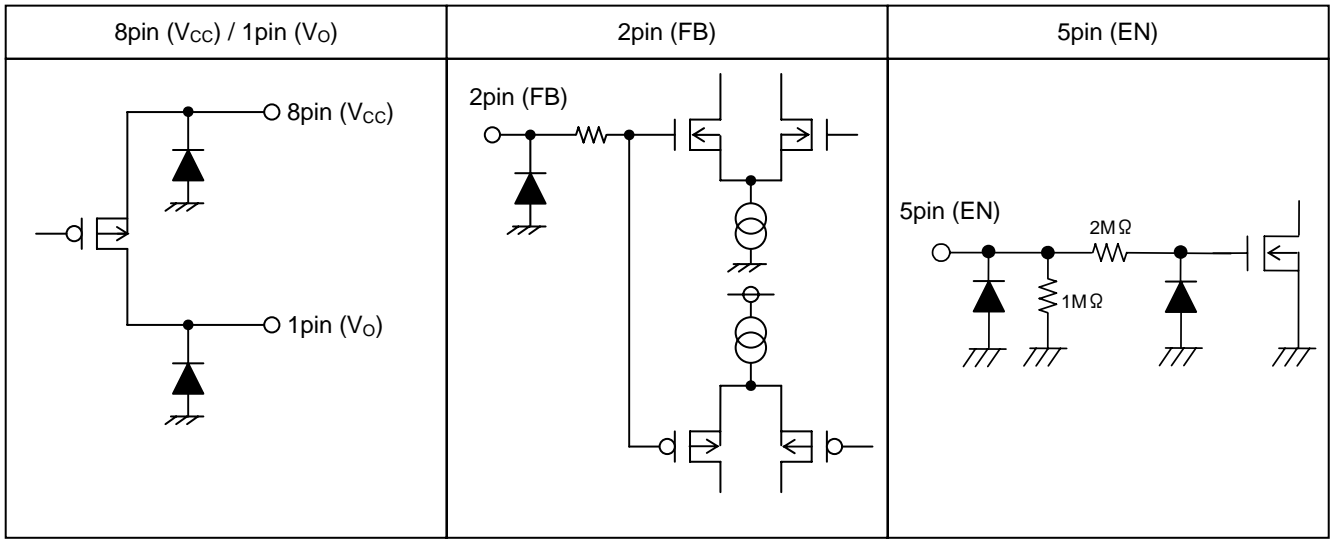 8pin (VCC) / 1pin (VO)
2pin (FB)
5pin (EN)
8pin (VCC)
1pin (VO)
2pin (FB)
5pin (EN)
2MΩ
1MΩ